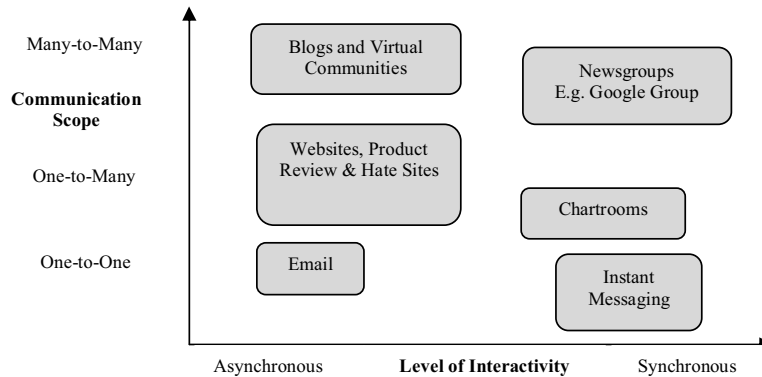 Many-to-Many
Blogs and Virtual
Communities
Newsgroups
E.g. Google Group
Communication
Scope
Websites, Product
Review & Hate Sites
One-to-Many
Chartrooms
One-to-One
Email
Instant
Messaging
Asynchronous
Level of Interactivity
Synchronous